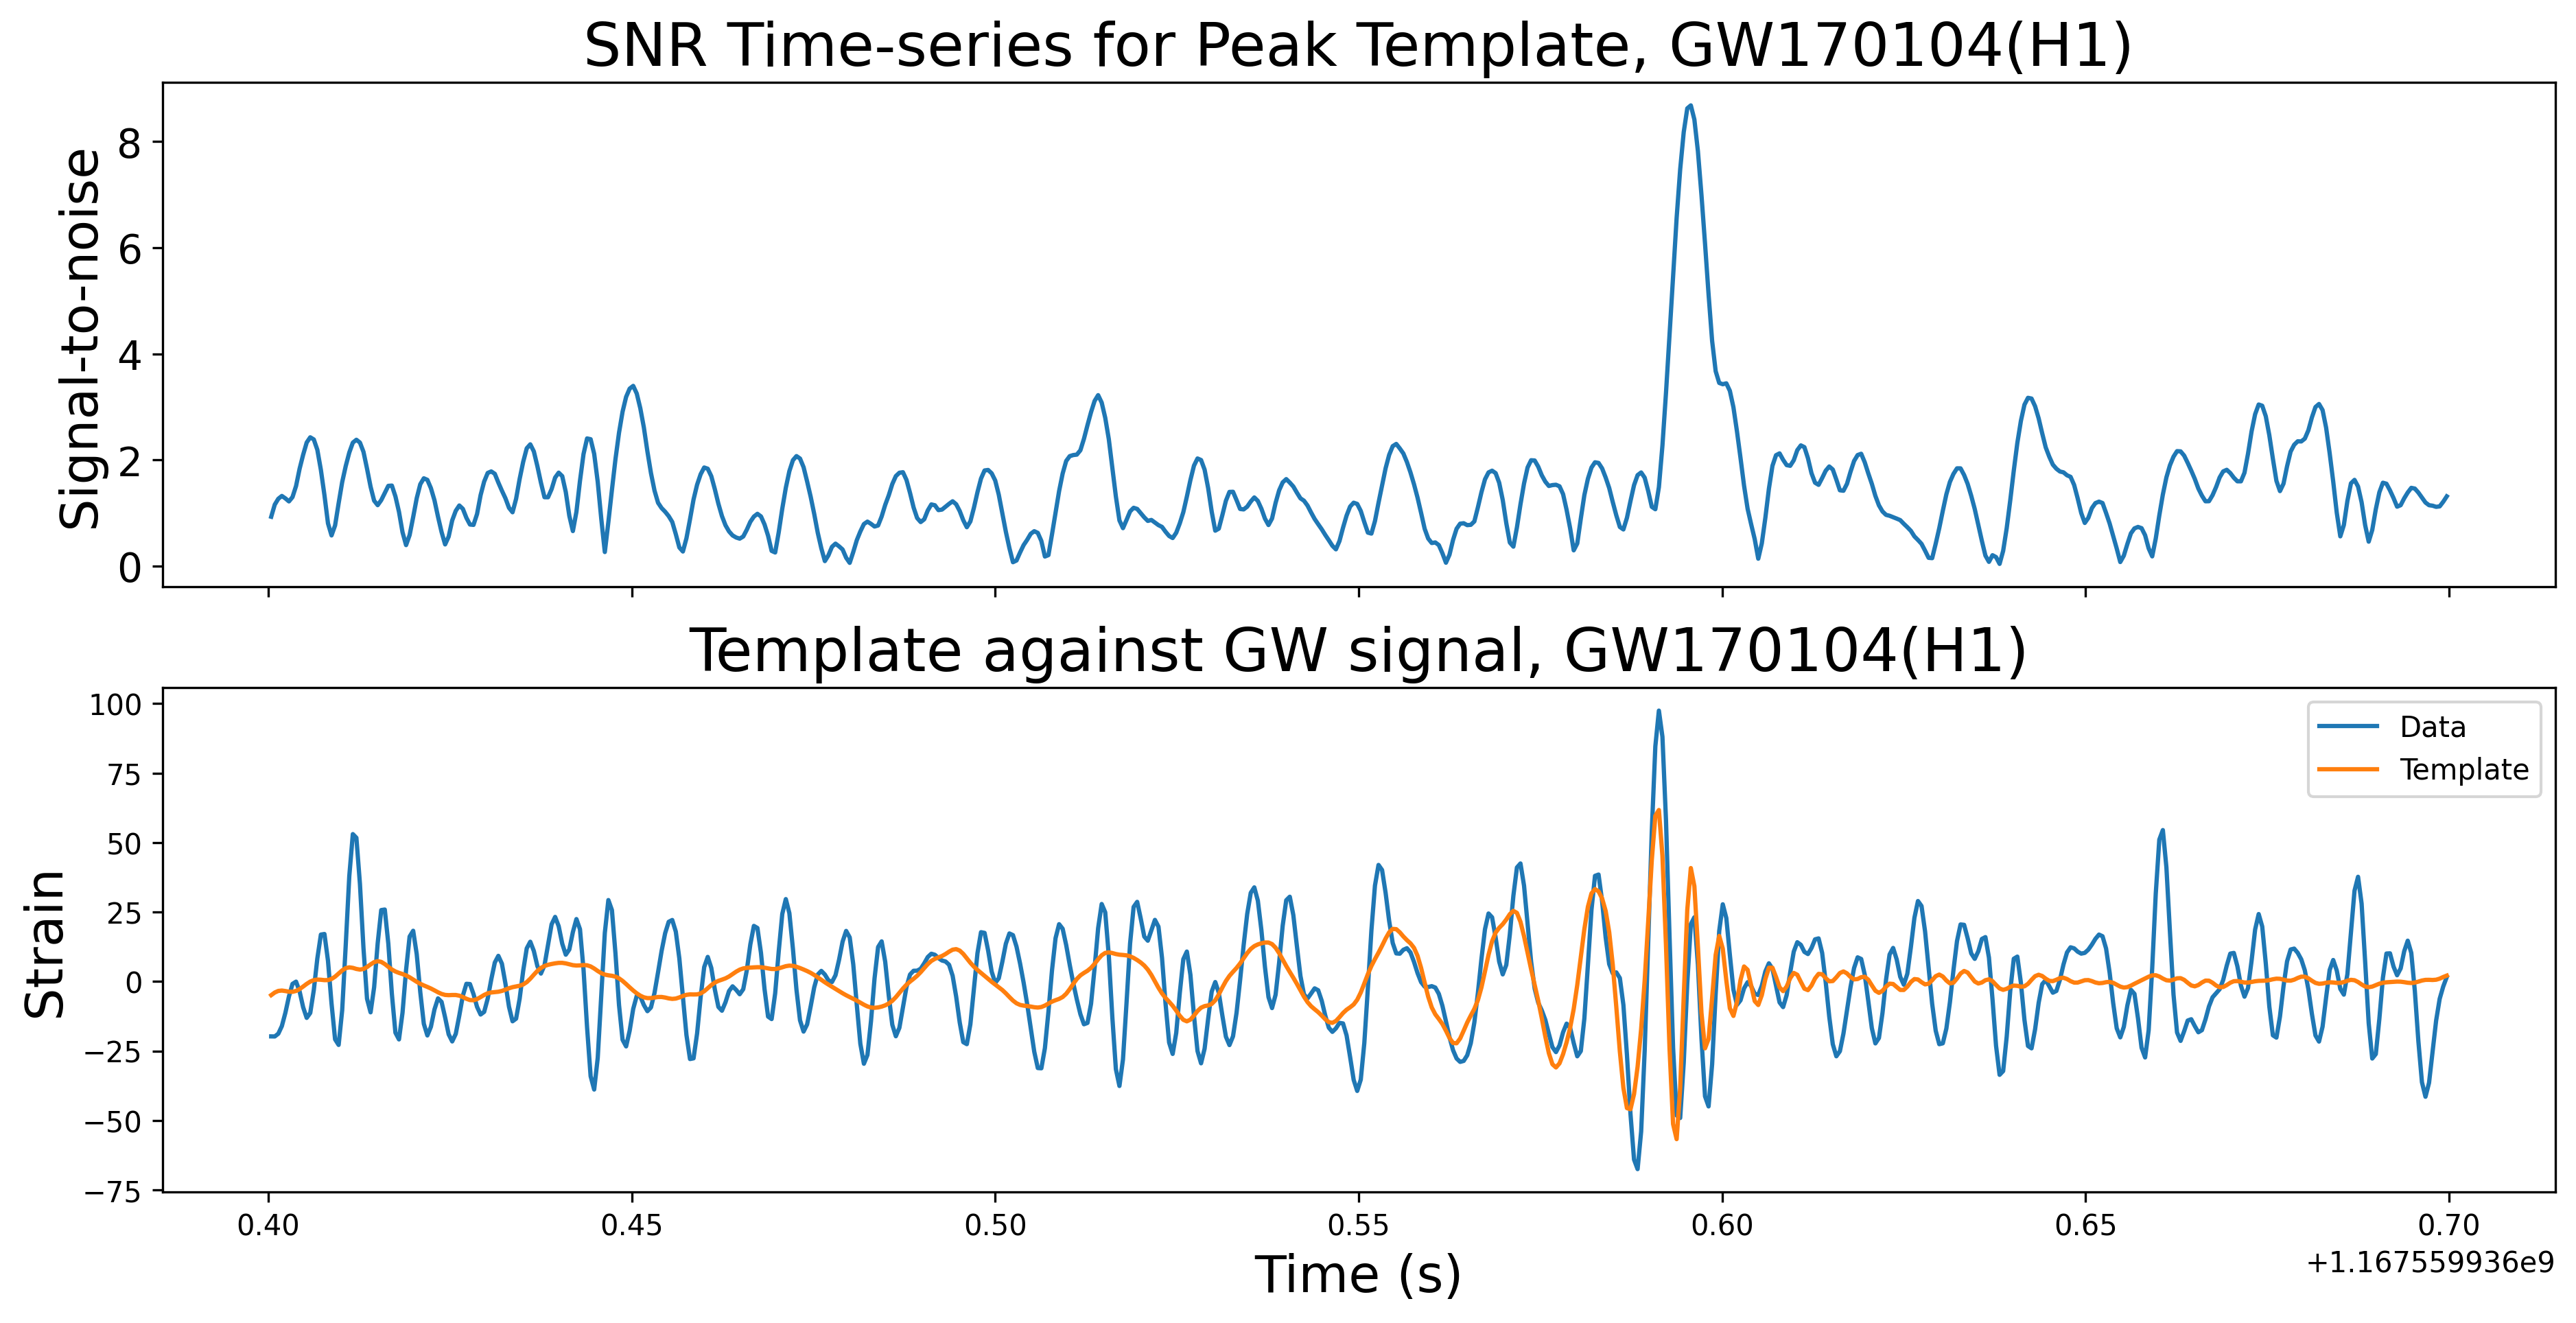 SNR Time-series for Peak Template, GW170104(H1)
Signal-to-noise
8
6
4
2
0
Template against GW signal, GW170104(H1)
Strain
100
75
50
25
0
−25
−50
−75
Data
Template
0.40 0.45 0.50 0.55 0.60 0.65 0.70
+1.167559936e9
Time (s)